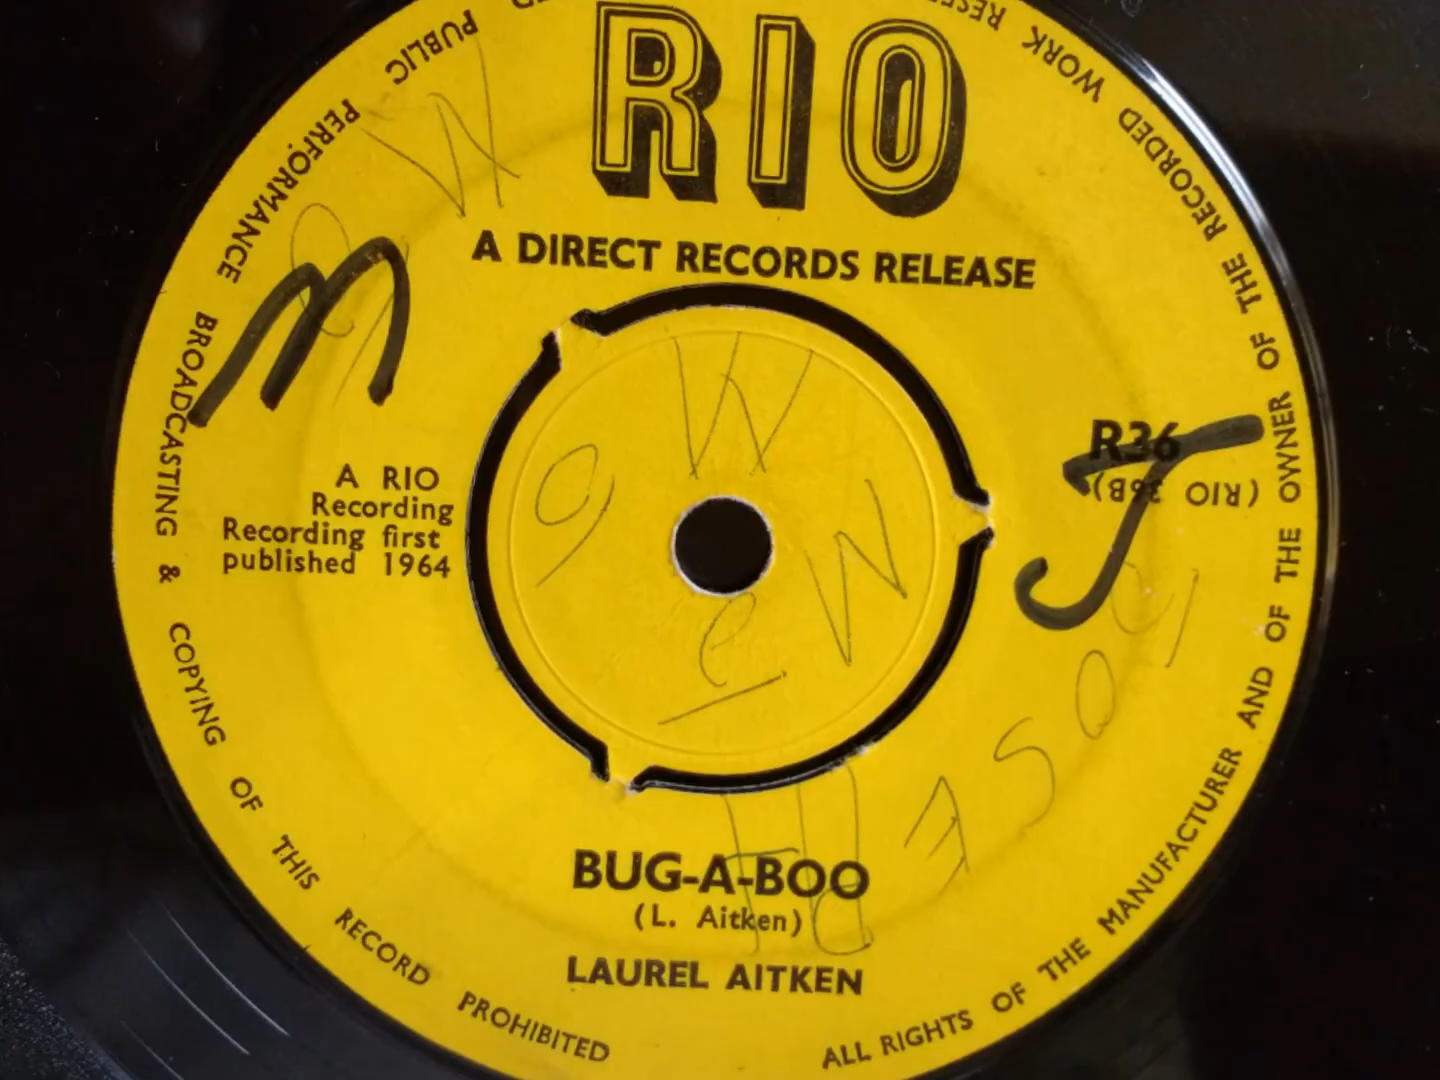 RIO
A DIRECT RECORDS RELEASE
R36
(RIO 36B)
A RIO
Recording
Recording first
published 1964
BUG-A-BOO
(L. Aitken)
LAUREL AITKEN
ALL RIGHTS OF THE MANUFACTURER AND OF THE OWNER OF THE RECORDED WORK PUBLIC PERFORMANCE BROADCASTING & COPYING OF THIS RECORD PROHIBITED